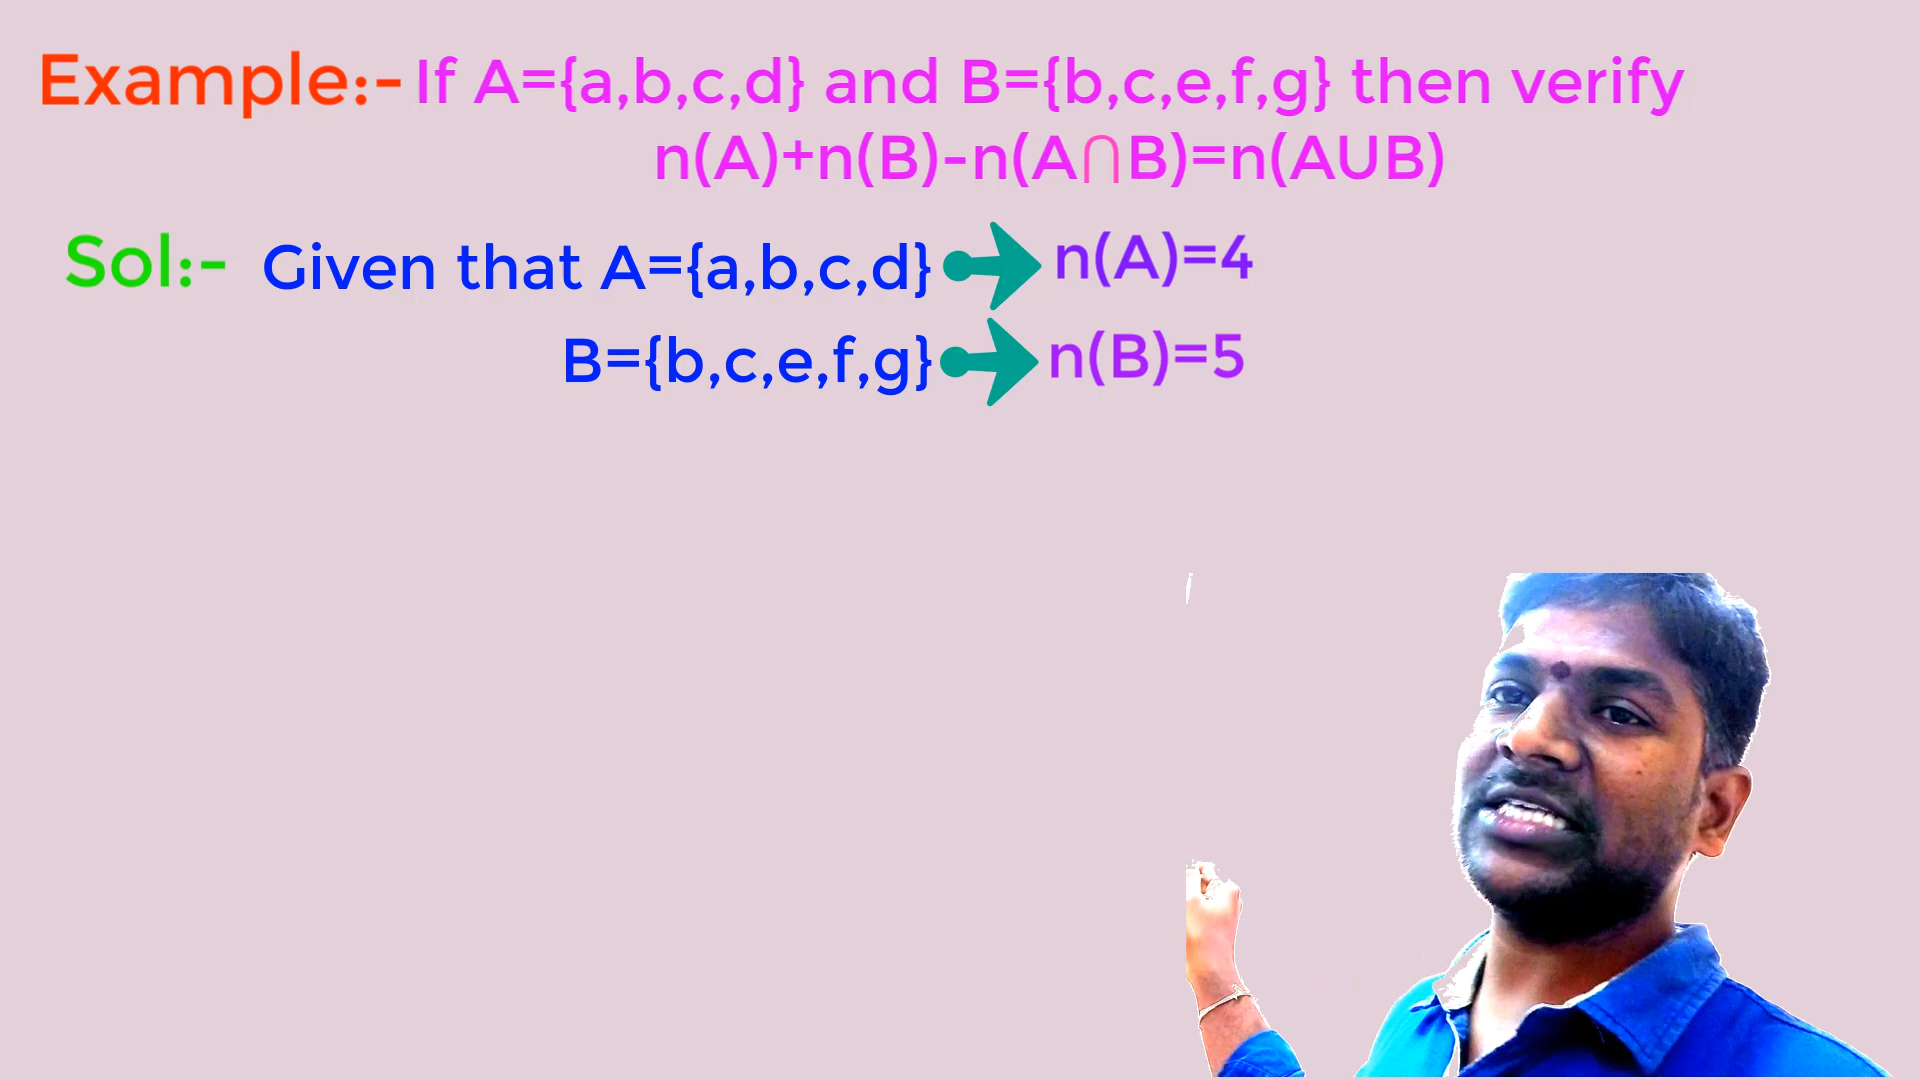 Example:- If A={a,b,c,d} and B={b,c,e,f,g} then verify
n(A)+n(B)-n(A⋂B)=n(AUB)
Sol:- Given that A={a,b,c,d} n(A)=4
B={b,c,e,f,g} n(B)=5